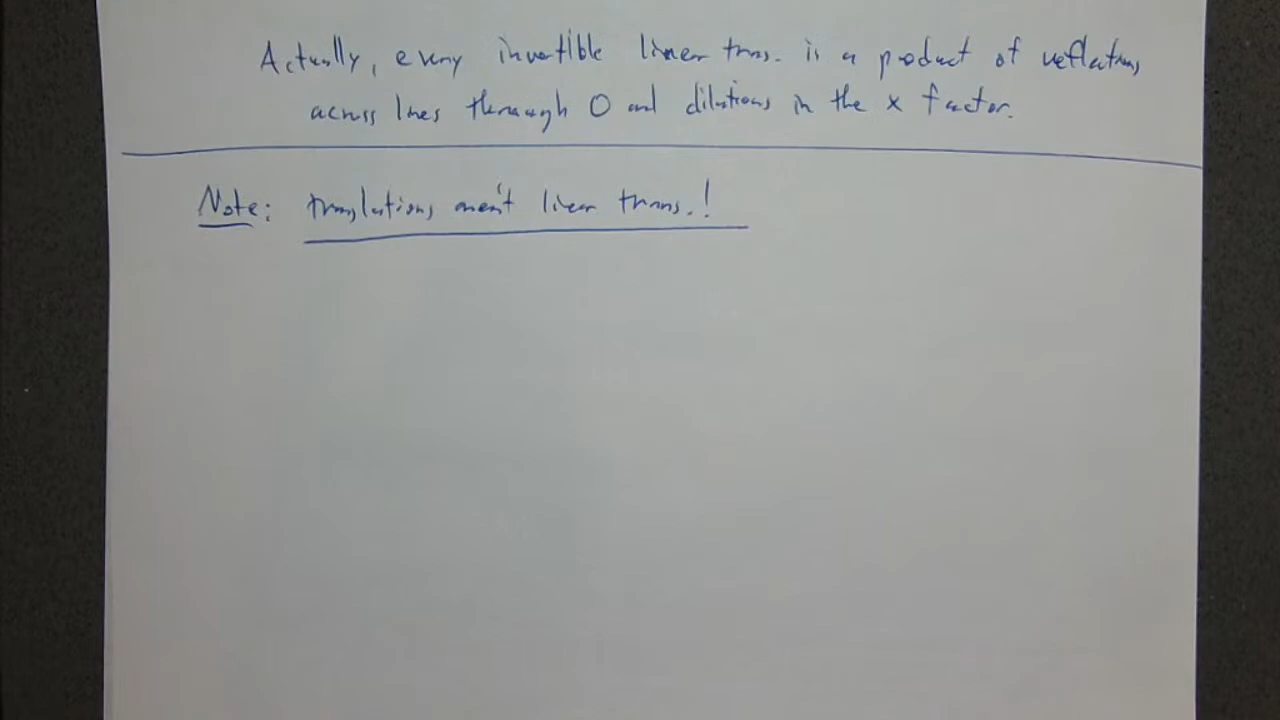 Actually, every invertible linear trans. is a product of reflections
across lines through O and dilations in the x factor.
Note: translations aren't linear trans.!